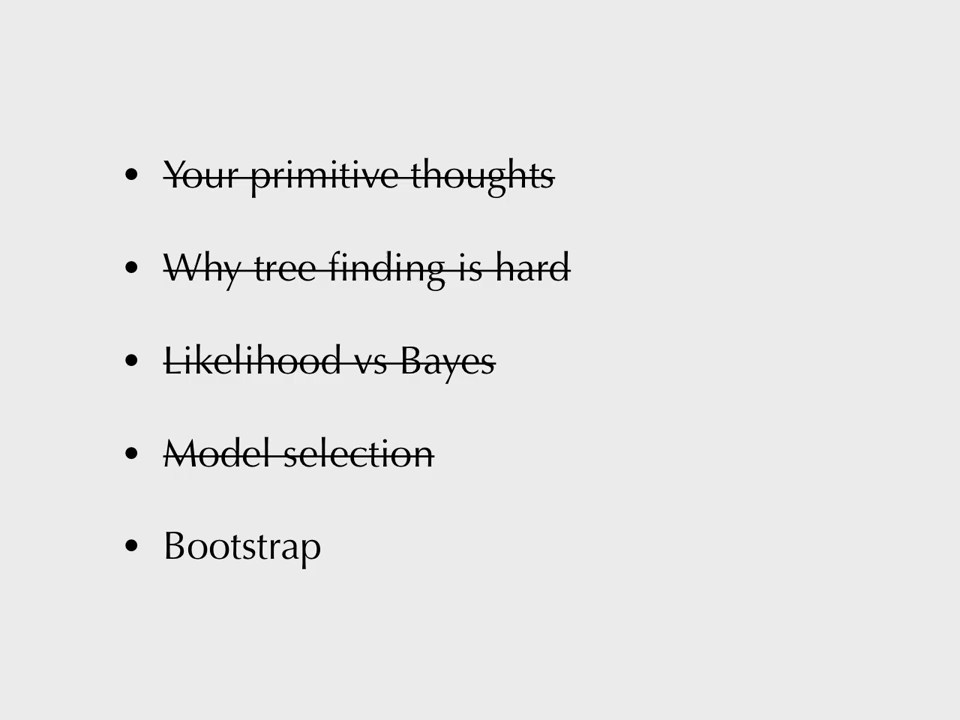 • Your primitive thoughts
• Why tree finding is hard
• Likelihood vs Bayes
• Model selection
• Bootstrap